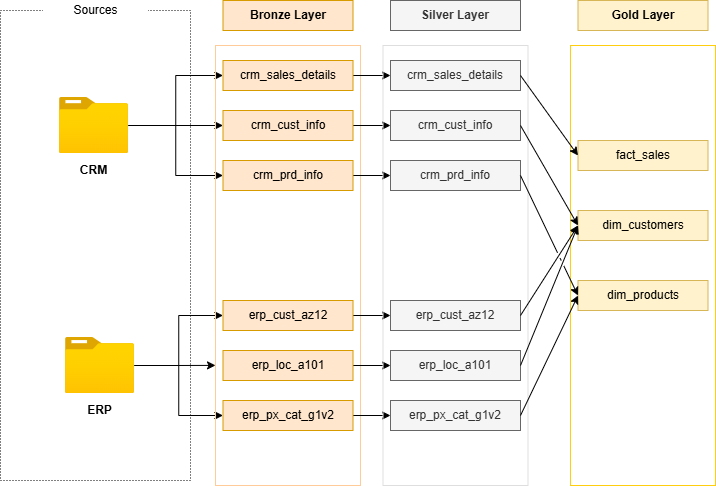 Sources
Bronze Layer
Silver Layer
Gold Layer
crm_sales_details
crm_sales_details
crm_cust_info
crm_cust_info
fact_sales
CRM
crm_prd_info
crm_prd_info
dim_customers
dim_products
erp_cust_az12
erp_cust_az12
erp_loc_a101
erp_loc_a101
ERP
erp_px_cat_g1v2
erp_px_cat_g1v2